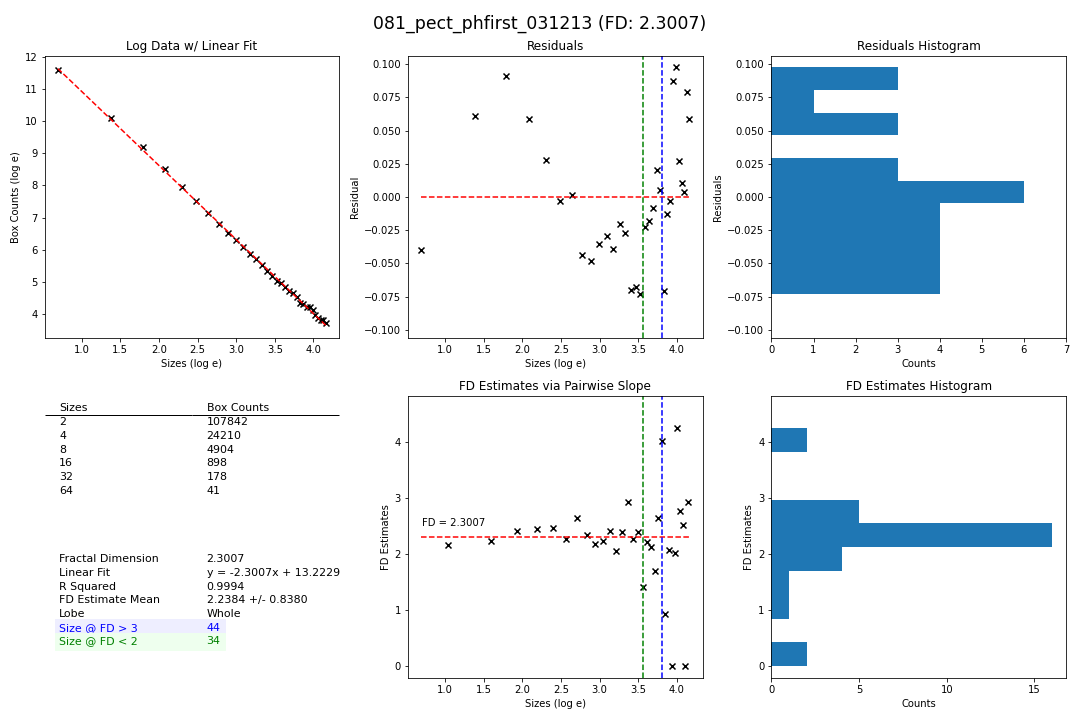 081_pect_phfirst_031213 (FD: 2.3007)
Log Data w/ Linear Fit
12
11
10
9
8
7
6
5
4
Box Counts (log e)
1.0 1.5 2.0 2.5 3.0 3.5 4.0
Sizes (log e)
Residuals
0.100
0.075
0.050
0.025
0.000
−0.025
−0.050
−0.075
−0.100
Residual
1.0 1.5 2.0 2.5 3.0 3.5 4.0
Sizes (log e)
Residuals Histogram
0.100
0.075
0.050
0.025
0.000
−0.025
−0.050
−0.075
−0.100
Residuals
0 1 2 3 4 5 6 7
Counts
Sizes Box Counts
2 107842
4 24210
8 4904
16 898
32 178
64 41
Fractal Dimension 2.3007
Linear Fit y = -2.3007x + 13.2229
R Squared 0.9994
FD Estimate Mean 2.2384 +/- 0.8380
Lobe Whole
Size @ FD > 3 44
Size @ FD < 2 34
FD Estimates via Pairwise Slope
4
3
2
1
0
FD Estimates
FD = 2.3007
1.0 1.5 2.0 2.5 3.0 3.5 4.0
Sizes (log e)
FD Estimates Histogram
4
3
2
1
0
FD Estimates
0 5 10 15
Counts